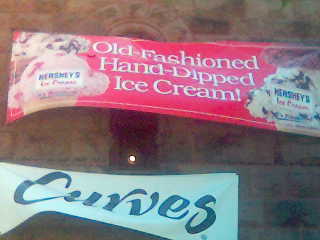 Old-Fashioned
Hand-Dipped
Ice Cream!
HERSHEY'S
Ice Cream
HERSHEY'S
Ice Cream
Curves